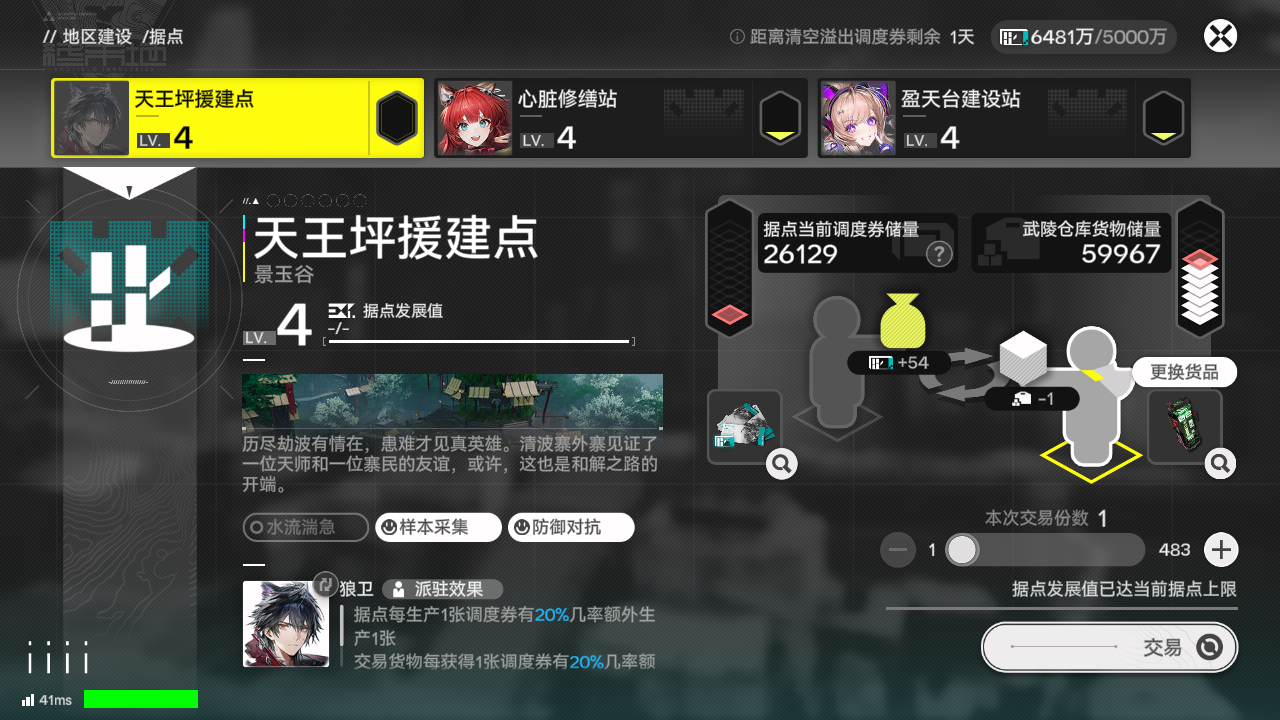 // 地区建设 /据点
距离清空溢出调度券剩余 1天
6481万/5000万
天王坪援建点
LV. 4
心脏修缮站
LV. 4
盈天台建设站
LV. 4
天王坪援建点
景玉谷
LV. 4
EXP. 据点发展值
-/-
历尽劫波有情在，患难才见真英雄。清波寨外寨见证了
一位天师和一位寨民的友谊，或许，这也是和解之路的
开端。
水流湍急
样本采集
防御对抗
狼卫
派驻效果
据点每生产1张调度券有20%几率额外生
产1张
交易货物每获得1张调度券有20%几率额
据点当前调度券储量
26129
?
武陵仓库货物储量
59967
+54
-1
更换货品
本次交易份数 1
1
483
据点发展值已达当前据点上限
交易
41ms